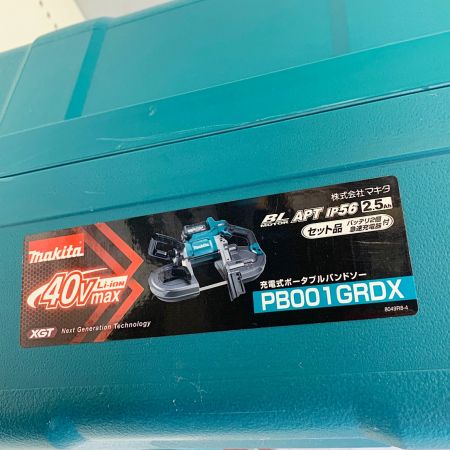 株式会社マキタ
BL MOTOR APT IP56 2.5Ah
セット品 バッテリ2個 急速充電器 付
makita
40Vmax Li-ion
XGT Next Generation Technology
充電式ポータブルバンドソー
PB001GRDX
8049R8-4